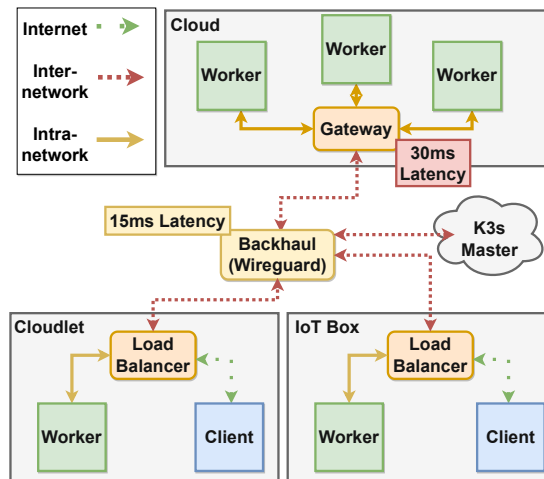 Internet
Inter-
network
Intra-
network
Cloud
Worker
Worker
Worker
Gateway
30ms
Latency
15ms Latency
Backhaul
(Wireguard)
K3s
Master
Cloudlet
Load
Balancer
Worker
Client
IoT Box
Load
Balancer
Worker
Client